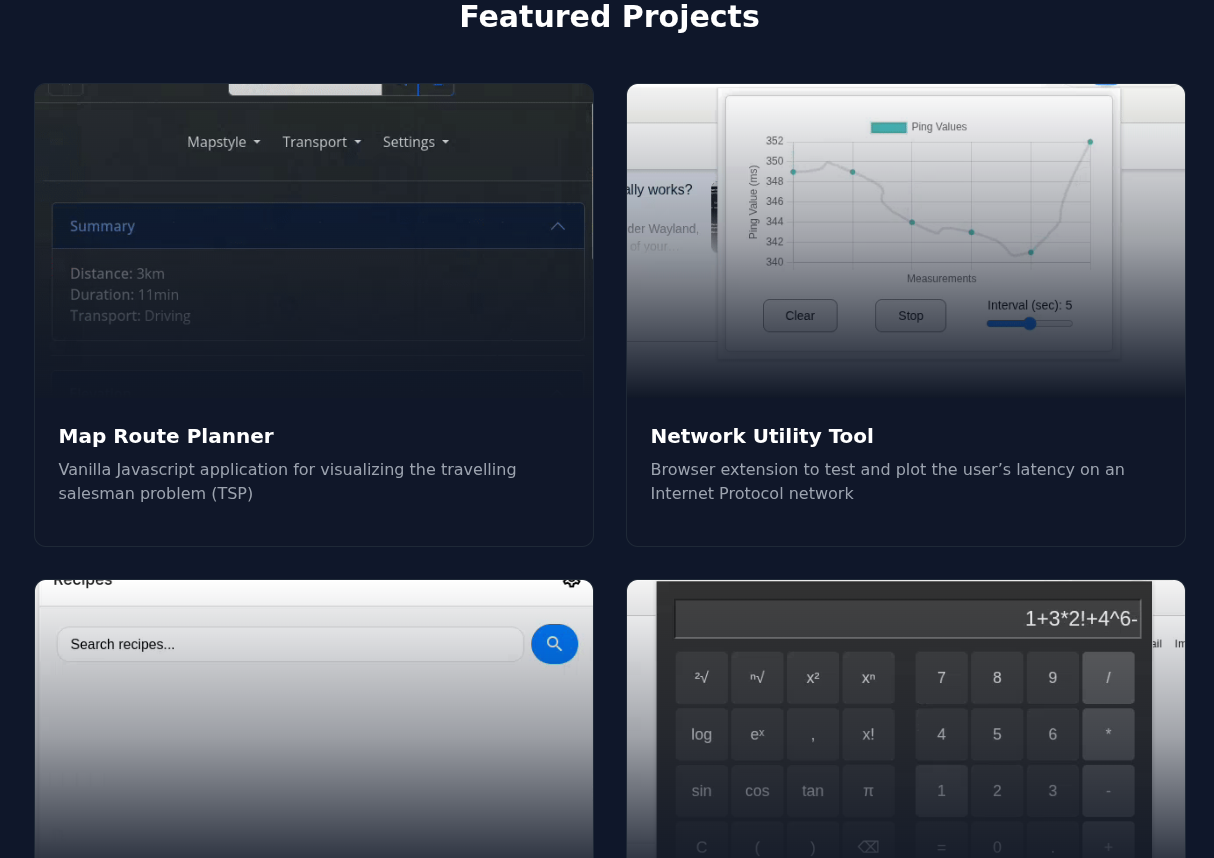 Featured Projects
Mapstyle Transport Settings
Summary
Distance: 3km
Duration: 11min
Transport: Driving
Map Route Planner
Vanilla Javascript application for visualizing the travelling
salesman problem (TSP)
ally works?
der Wayland,
of your...
Ping Values
Ping Value (ms)
352
350
348
346
344
342
340
Measurements
Clear Stop Interval (sec): 5
Network Utility Tool
Browser extension to test and plot the user’s latency on an
Internet Protocol network
Recipes
Search recipes...
1+3*2!+4^6-
ail Im
²√ ⁿ√ x² xⁿ 7 8 9 /
log eˣ , x! 4 5 6 *
sin cos tan π 1 2 3 -
C ( ) ⌫ = 0 . +